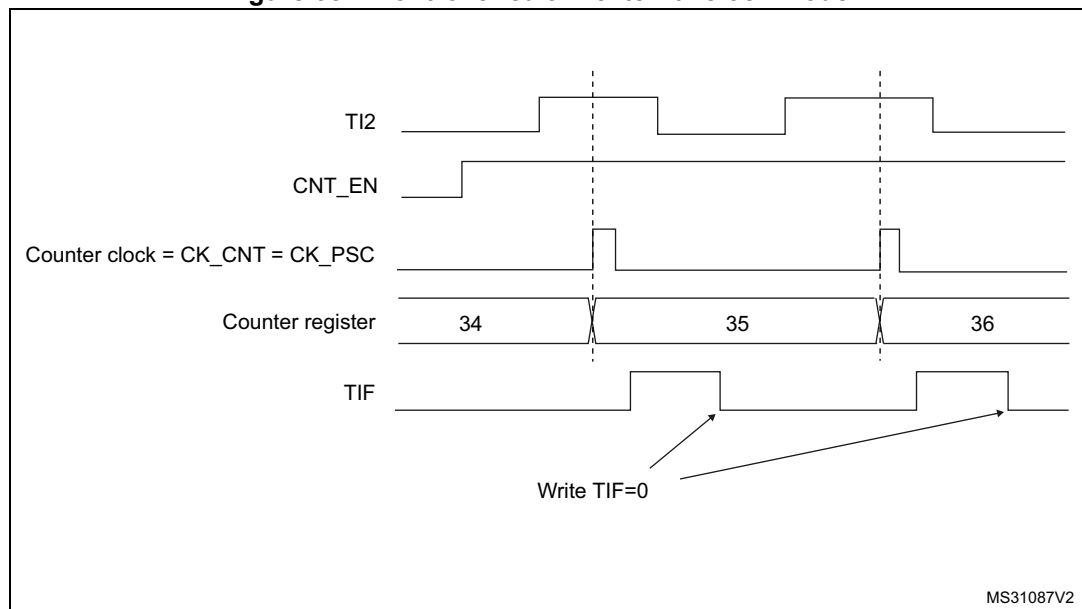 TI2
CNT_EN
Counter clock = CK_CNT = CK_PSC
Counter register
34
35
36
TIF
Write TIF=0
MS31087V2